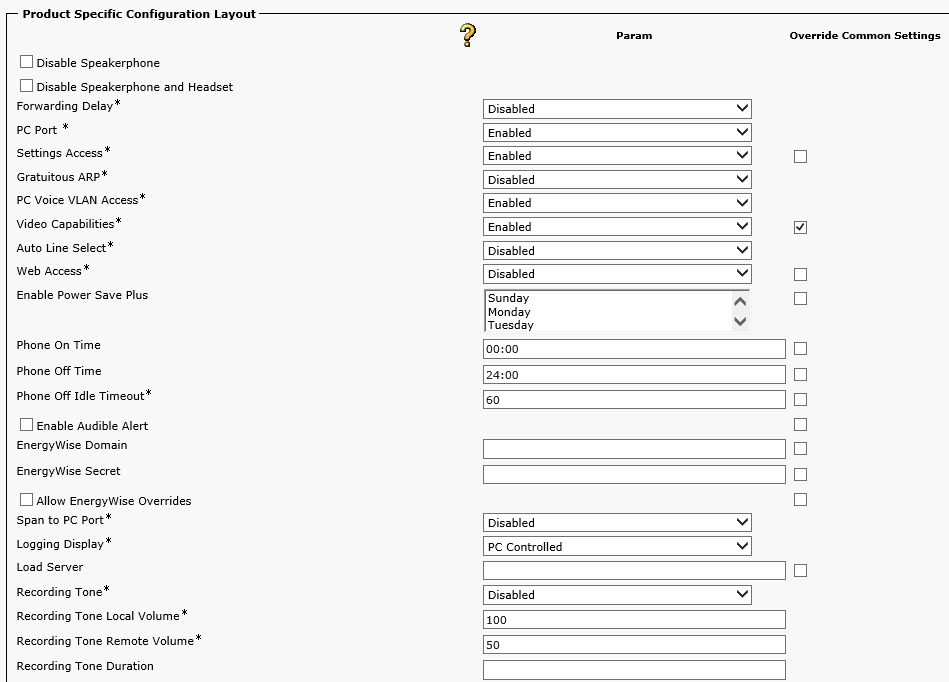 Product Specific Configuration Layout
? Param Override Common Settings
Disable Speakerphone
Disable Speakerphone and Headset
Forwarding Delay* Disabled
PC Port * Enabled
Settings Access* Enabled
Gratuitous ARP* Disabled
PC Voice VLAN Access* Enabled
Video Capabilities* Enabled
Auto Line Select* Disabled
Web Access* Disabled
Enable Power Save Plus Sunday
Monday
Tuesday
Phone On Time 00:00
Phone Off Time 24:00
Phone Off Idle Timeout* 60
Enable Audible Alert
EnergyWise Domain
EnergyWise Secret
Allow EnergyWise Overrides
Span to PC Port* Disabled
Logging Display* PC Controlled
Load Server
Recording Tone* Disabled
Recording Tone Local Volume* 100
Recording Tone Remote Volume* 50
Recording Tone Duration